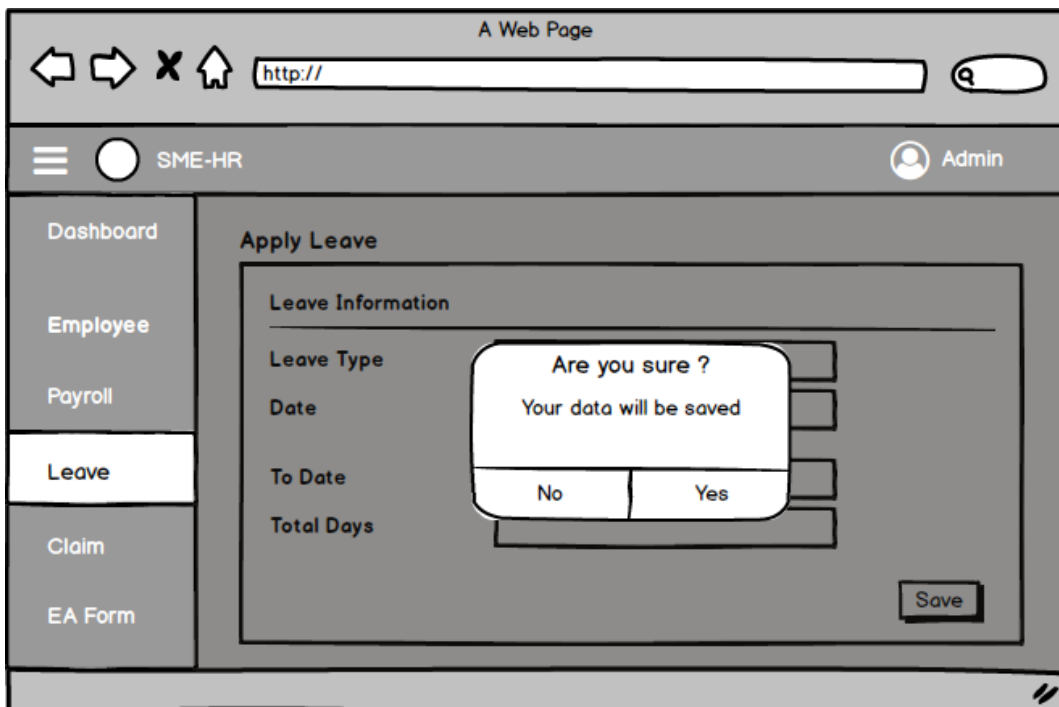 A Web Page
http://
SME-HR
Admin
Dashboard
Employee
Payroll
Leave
Claim
EA Form
Apply Leave
Leave Information
Leave Type
Date
To Date
Total Days
Are you sure ?
Your data will be saved
No Yes
Save